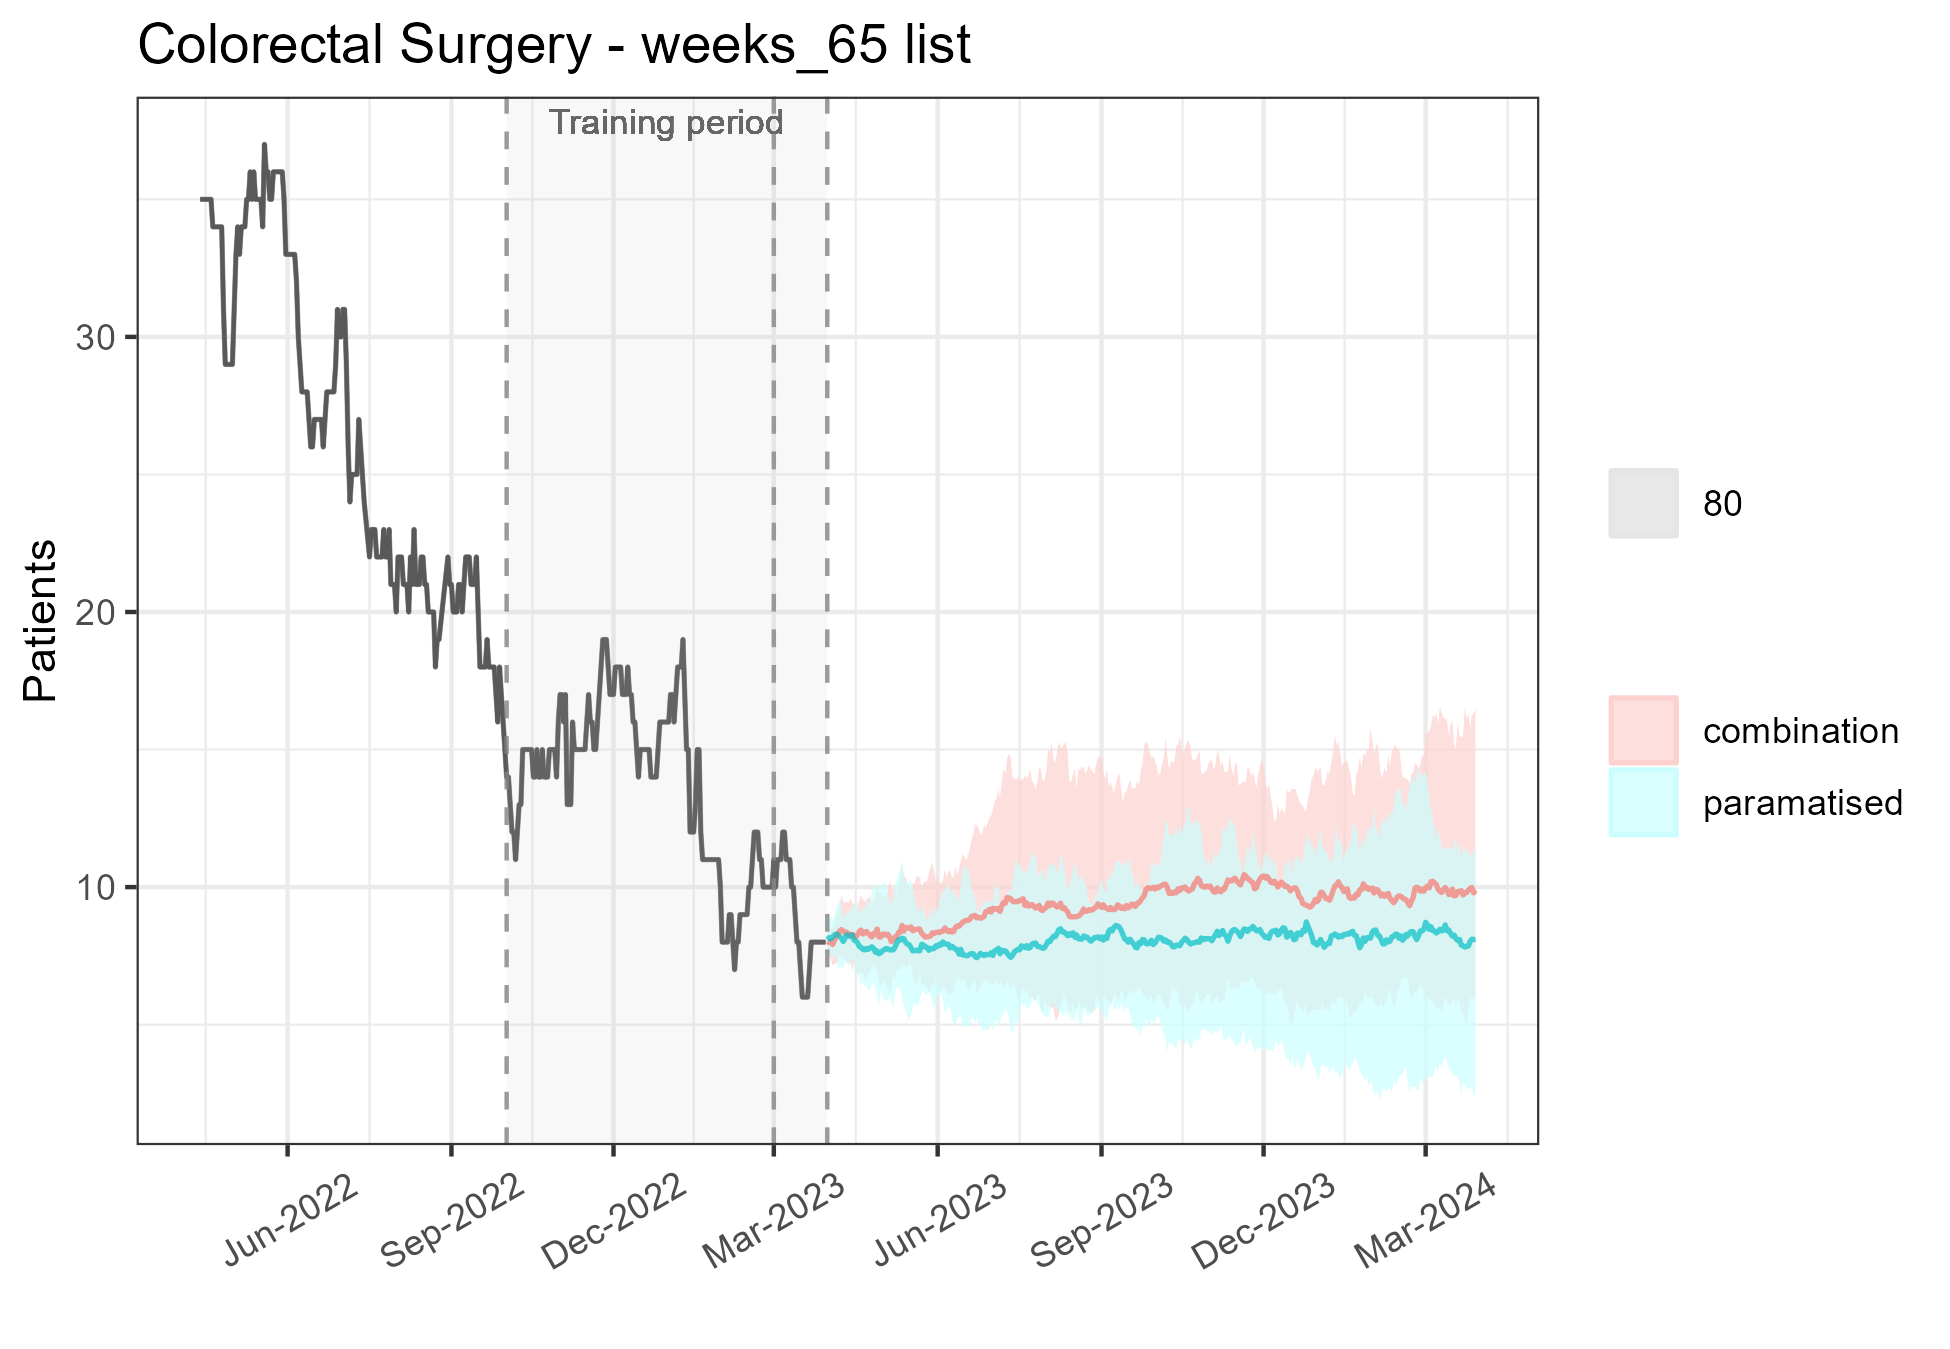 Colorectal Surgery - weeks_65 list
Training period
Patients
30
20
10
Jun-2022
Sep-2022
Dec-2022
Mar-2023
Jun-2023
Sep-2023
Dec-2023
Mar-2024
80
combination
paramatised